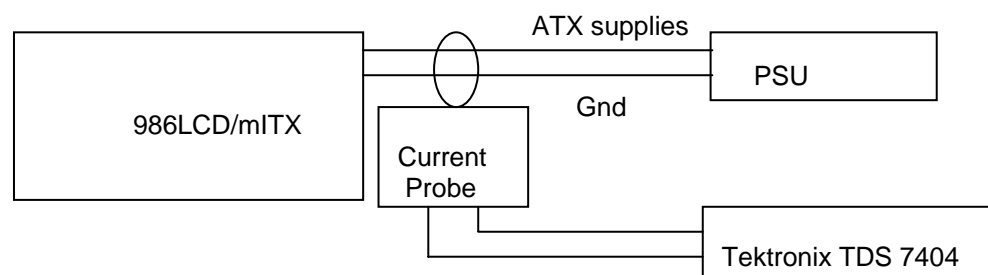 ATX supplies
PSU
986LCD/mITX
Gnd
Current
Probe
Tektronix TDS 7404